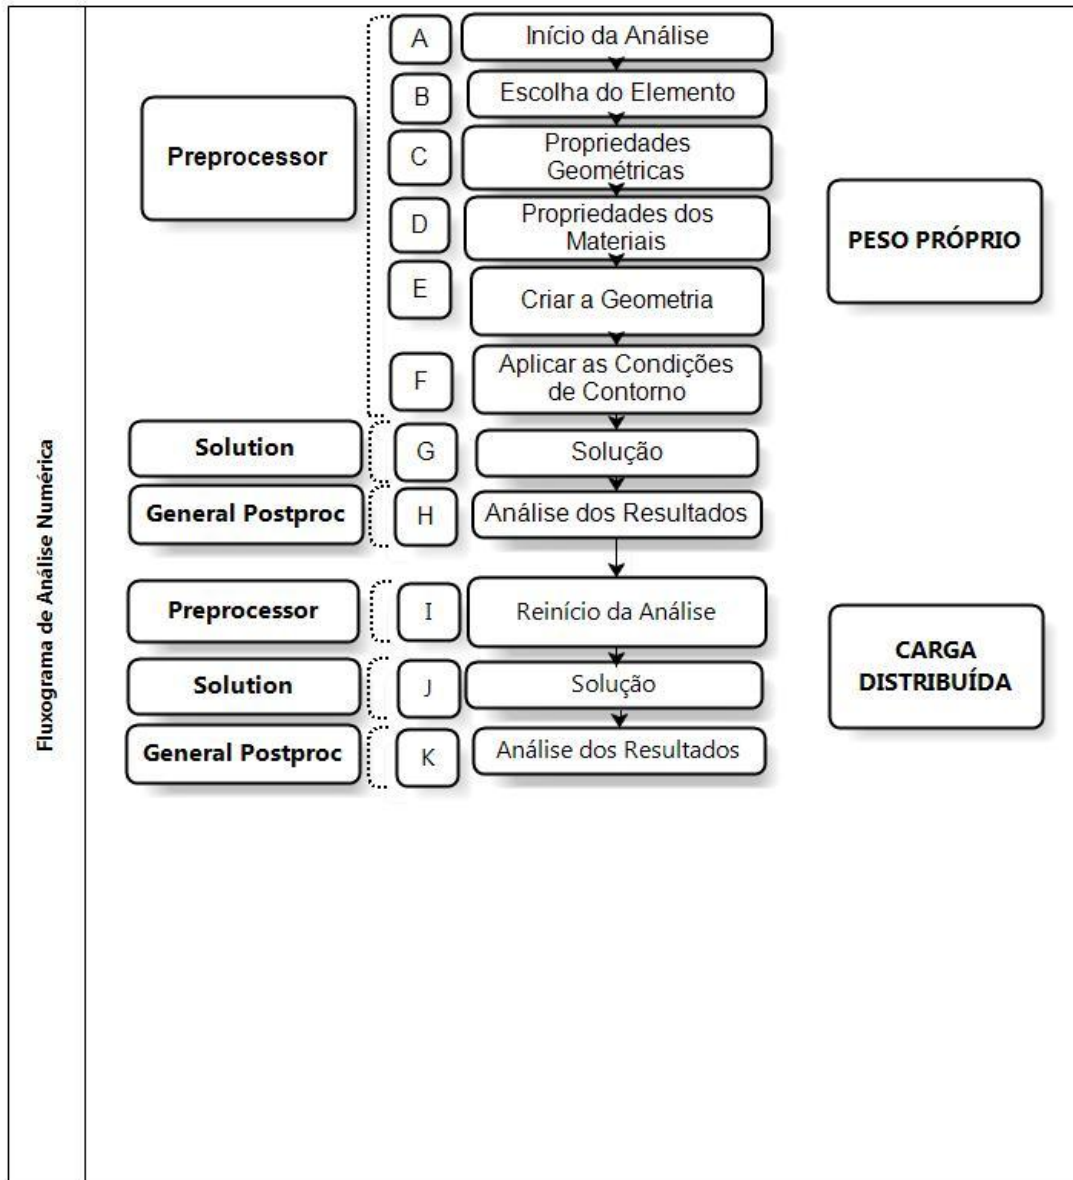 Fluxograma de Análise Numérica
A
Início da Análise
B
Escolha do Elemento
Preprocessor
C
Propriedades
Geométricas
D
Propriedades dos
Materiais
PESO PRÓPRIO
E
Criar a Geometria
F
Aplicar as Condições
de Contorno
Solution
G
Solução
General Postproc
H
Análise dos Resultados
Preprocessor
I
Reinício da Análise
CARGA
DISTRIBUÍDA
Solution
J
Solução
General Postproc
K
Análise dos Resultados